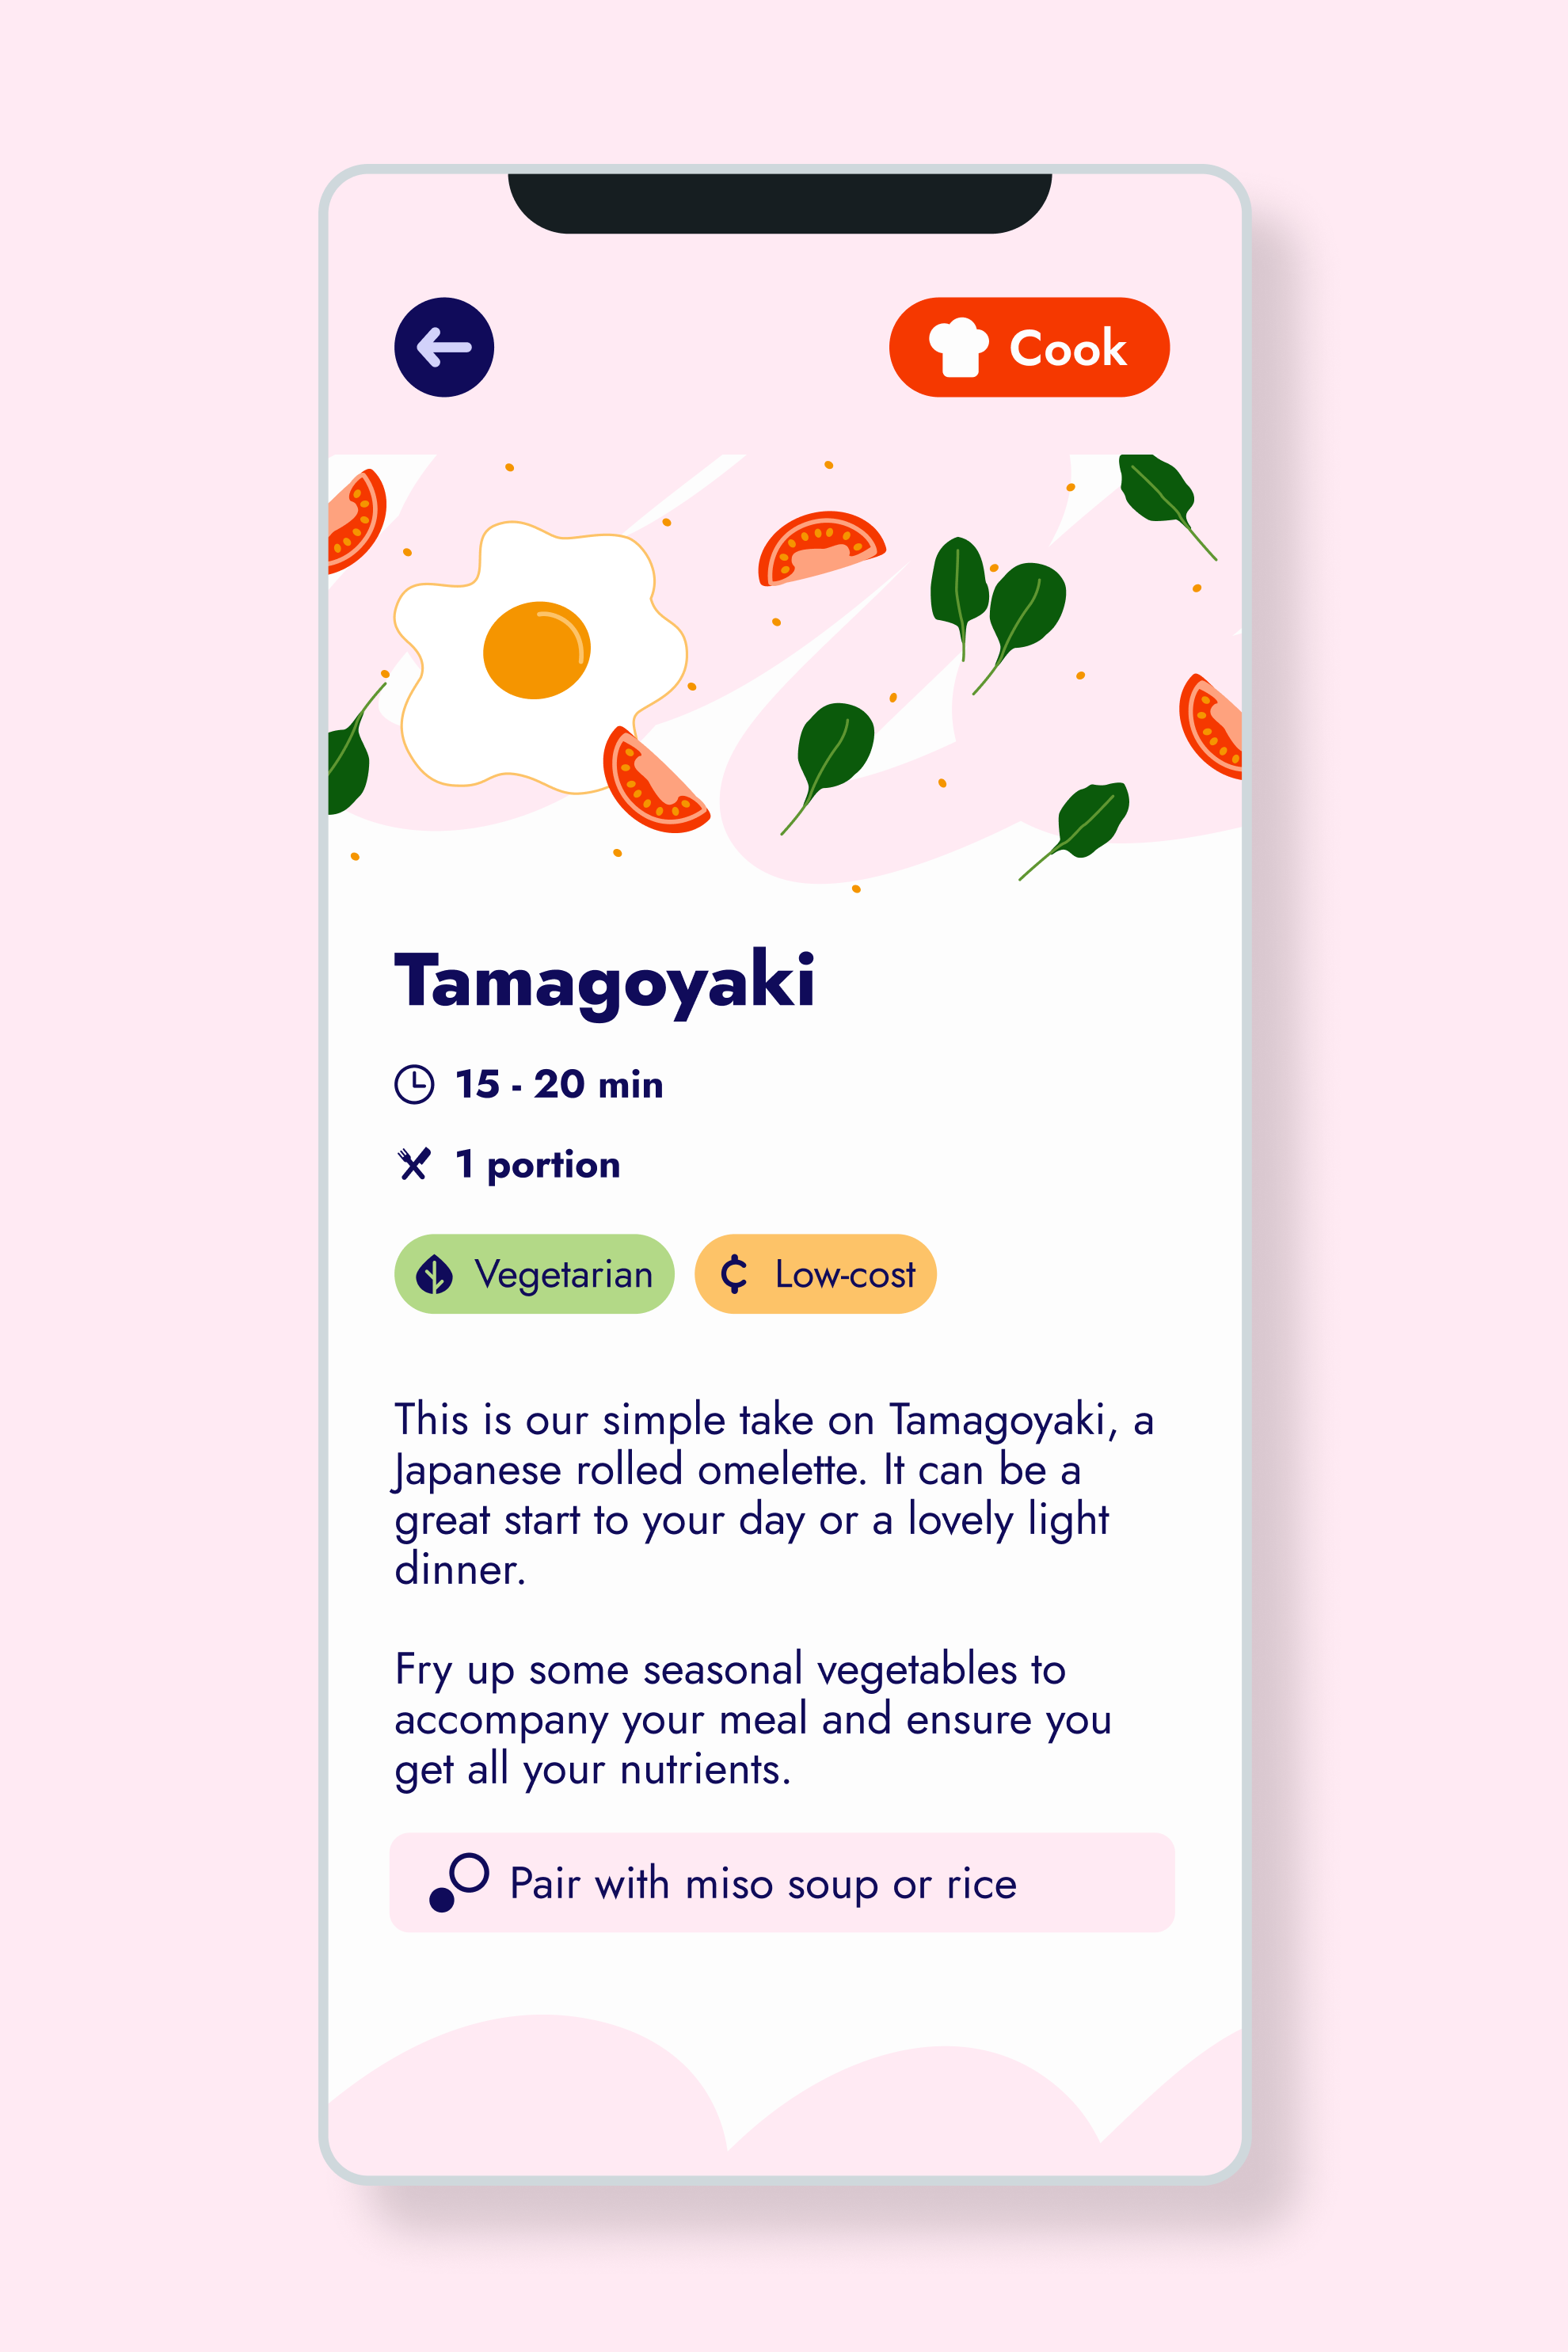 Cook
Tamagoyaki
15 - 20 min
1 portion
Vegetarian
Low-cost
This is our simple take on Tamagoyaki, a
Japanese rolled omelette. It can be a
great start to your day or a lovely light
dinner.
Fry up some seasonal vegetables to
accompany your meal and ensure you
get all your nutrients.
Pair with miso soup or rice